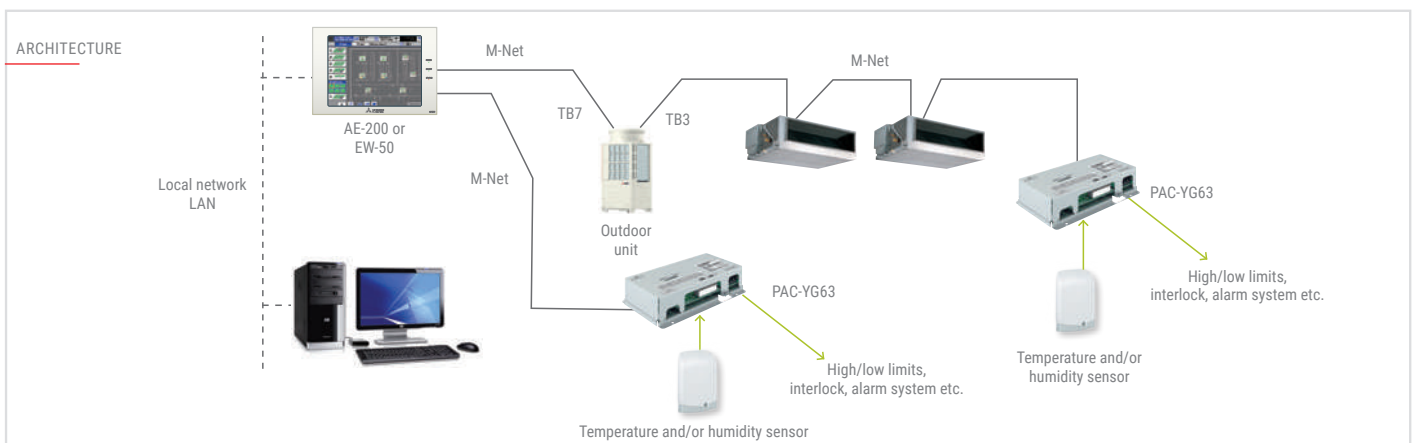 ARCHITECTURE
M-Net
M-Net
TB7
TB3
AE-200 or
EW-50
M-Net
Local network
LAN
PAC-YG63
Outdoor
unit
High/low limits,
interlock, alarm system etc.
PAC-YG63
Temperature and/or
humidity sensor
High/low limits,
interlock, alarm system etc.
Temperature and/or humidity sensor